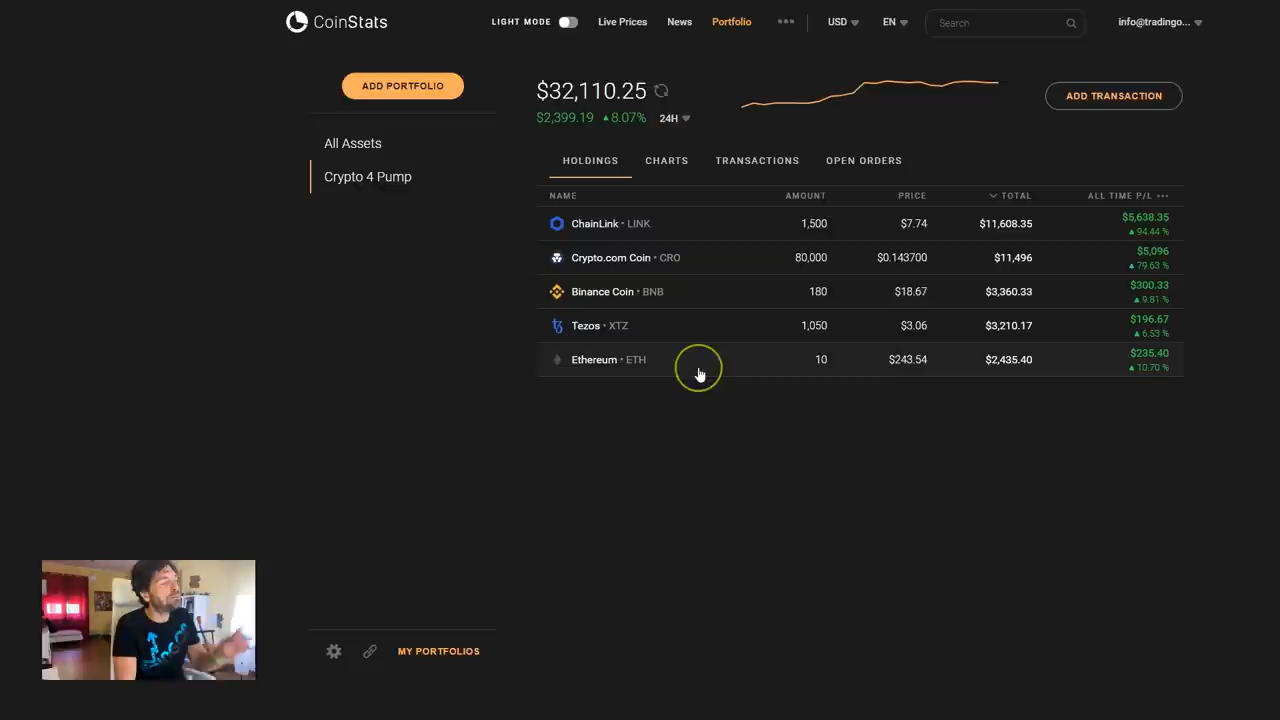 CoinStats
LIGHT MODE
Live Prices
News
Portfolio
USD
EN
Search
info@tradingo...
ADD PORTFOLIO
All Assets
Crypto 4 Pump
$32,110.25
$2,399.19 ▲8.07% 24H
ADD TRANSACTION
HOLDINGS CHARTS TRANSACTIONS OPEN ORDERS
NAME AMOUNT PRICE TOTAL ALL TIME P/L
ChainLink • LINK 1,500 $7.74 $11,608.35 $5,638.35
▲ 94.44 %
Crypto.com Coin • CRO 80,000 $0.143700 $11,496 $5,096
▲ 79.63 %
Binance Coin • BNB 180 $18.67 $3,360.33 $300.33
▲ 9.81 %
Tezos • XTZ 1,050 $3.06 $3,210.17 $196.67
▲ 6.53 %
Ethereum • ETH 10 $243.54 $2,435.40 $235.40
▲ 10.70 %
MY PORTFOLIOS